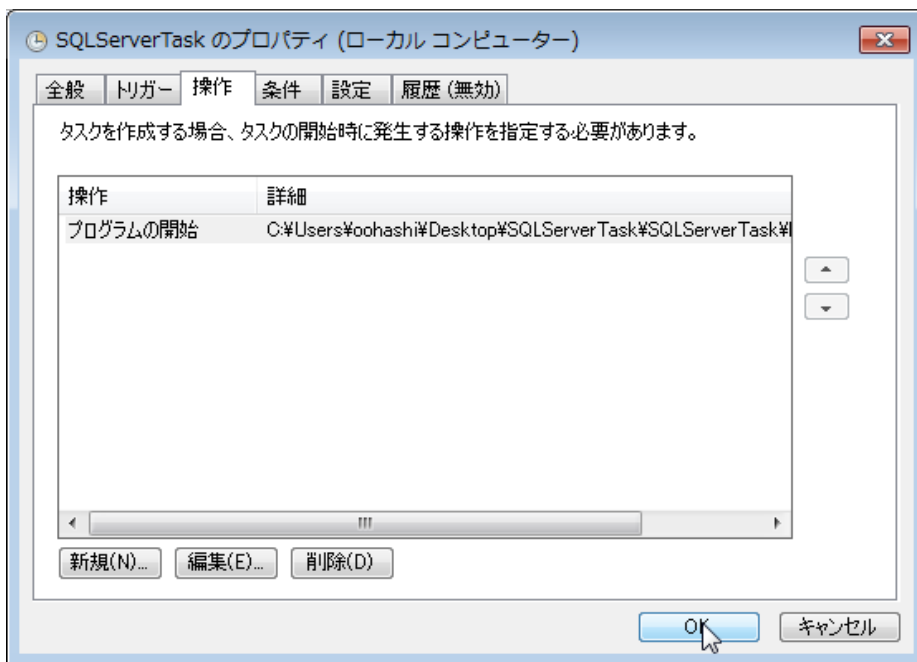 SQLServerTask のプロパティ (ローカル コンピューター)
全般 トリガー 操作 条件 設定 履歴 (無効)
タスクを作成する場合、タスクの開始時に発生する操作を指定する必要があります。
操作 詳細
プログラムの開始 C:¥Users¥oohashi¥Desktop¥SQLServerTask¥SQLServerTask¥
新規(N)... 編集(E)... 削除(D)
OK キャンセル